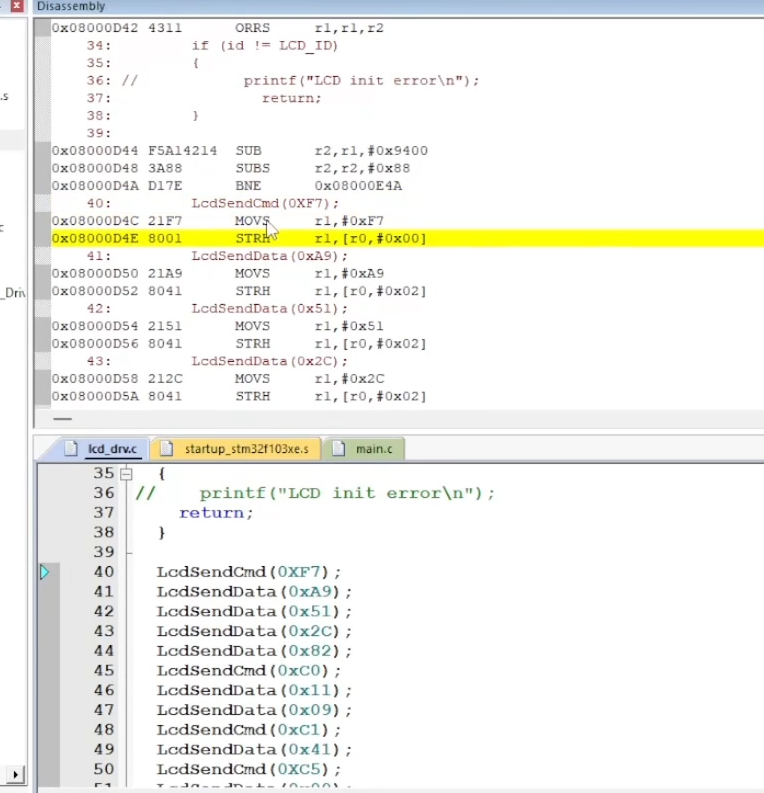 Disassembly
0x08000D42 4311 ORRS r1,r1,r2
34: if (id != LCD_ID)
35: {
36: // printf("LCD init error\n");
37: return;
38: }
39:
0x08000D44 F5A14214 SUB r2,r1,#0x9400
0x08000D48 3A88 SUBS r2,r2,#0x88
0x08000D4A D17E BNE 0x08000E4A
40: LcdSendCmd(0XF7);
0x08000D4C 21F7 MOVS r1,#0xF7
0x08000D4E 8001 STRH r1,[r0,#0x00]
41: LcdSendData(0xA9);
0x08000D50 21A9 MOVS r1,#0xA9
0x08000D52 8041 STRH r1,[r0,#0x02]
42: LcdSendData(0x51);
0x08000D54 2151 MOVS r1,#0x51
0x08000D56 8041 STRH r1,[r0,#0x02]
43: LcdSendData(0x2C);
0x08000D58 212C MOVS r1,#0x2C
0x08000D5A 8041 STRH r1,[r0,#0x02]
lcd_drv.c startup_stm32f103xe.s main.c
35 {
36 // printf("LCD init error\n");
37 return;
38 }
39
40 LcdSendCmd(0XF7);
41 LcdSendData(0xA9);
42 LcdSendData(0x51);
43 LcdSendData(0x2C);
44 LcdSendData(0x82);
45 LcdSendCmd(0xC0);
46 LcdSendData(0x11);
47 LcdSendData(0x09);
48 LcdSendCmd(0xC1);
49 LcdSendData(0x41);
50 LcdSendCmd(0XC5);